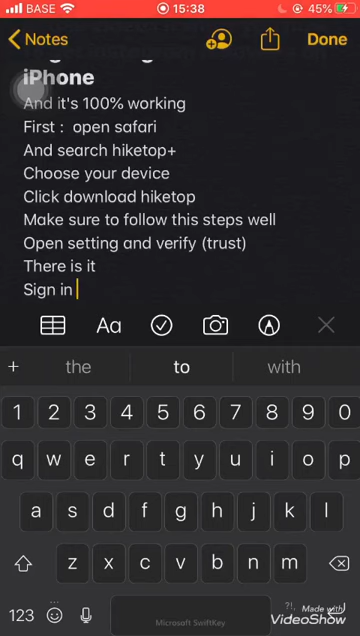 BASE
15:38
45%
Notes
Done
iPhone
And it's 100% working
First : open safari
And search hiketop+
Choose your device
Click download hiketop
Make sure to follow this steps well
Open setting and verify (trust)
There is it
Sign in
Aa
+ the to with
1 2 3 4 5 6 7 8 9 0
q w e r t y u i o p
a s d f g h j k l
z x c v b n m
123
Microsoft SwiftKey
?!,
Made with
VideoShow